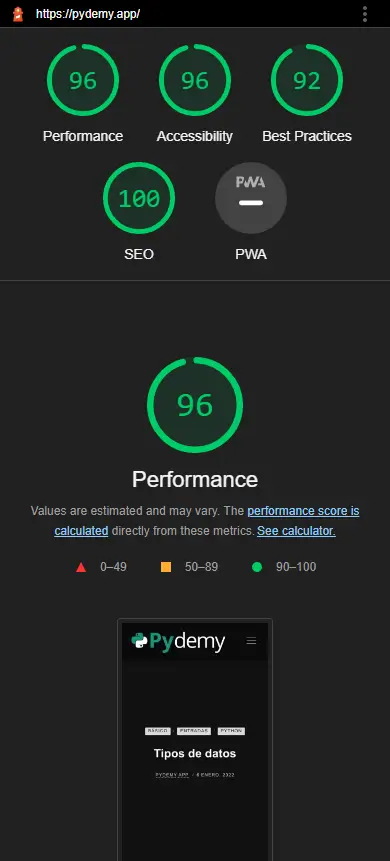 https://pydemy.app/
96
96
92
Performance
Accessibility
Best Practices
100
PWA
SEO
PWA
96
Performance
Values are estimated and may vary. The performance score is
calculated directly from these metrics. See calculator.
0–49
50–89
90–100
Pydemy
BÁSICO
ENTRADAS
PYTHON
Tipos de datos
PYDEMY.APP
8 ENERO, 2022